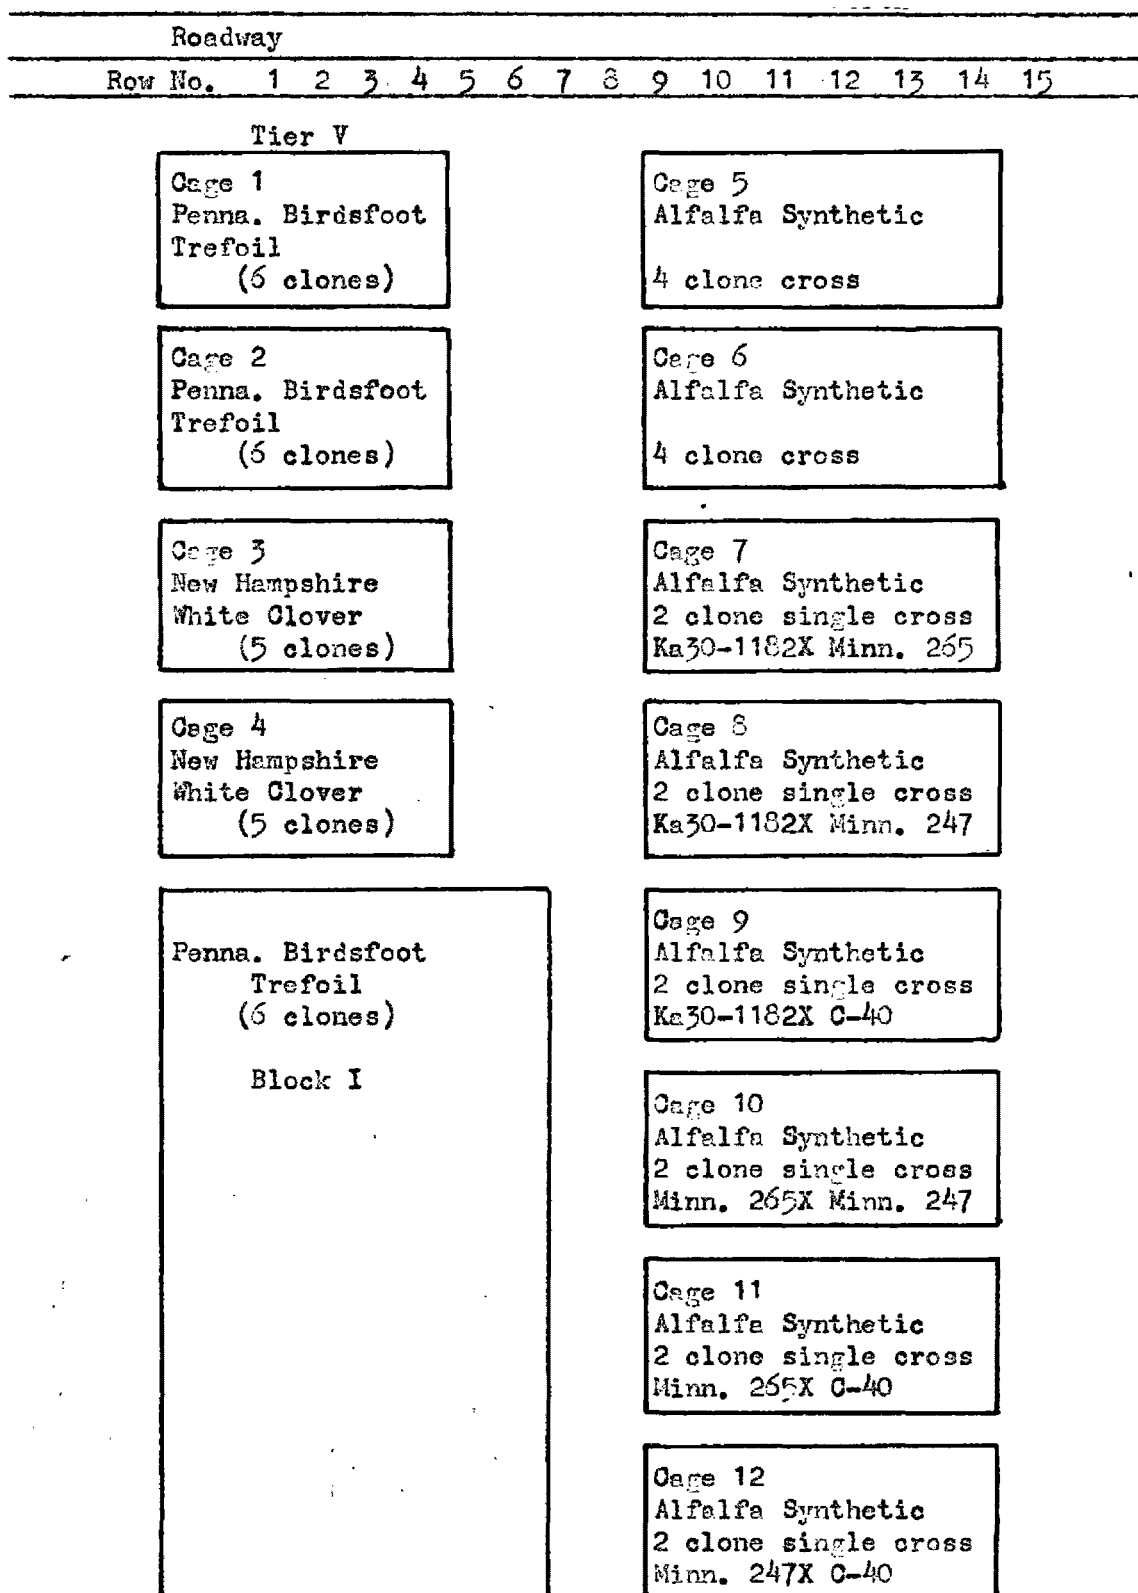 Roadway
Row No. 1 2 3 4 5 6 7 8 9 10 11 12 13 14 15
Tier V
Cage 1
Penna. Birdsfoot
Trefoil
(6 clones)
Cage 2
Penna. Birdsfoot
Trefoil
(6 clones)
Cage 3
New Hampshire
White Clover
(5 clones)
Cage 4
New Hampshire
White Clover
(5 clones)
Penna. Birdsfoot
Trefoil
(6 clones)
Block I
Cage 5
Alfalfa Synthetic
4 clone cross
Cage 6
Alfalfa Synthetic
4 clone cross
Cage 7
Alfalfa Synthetic
2 clone single cross
Ka30-1182X Minn. 265
Cage 8
Alfalfa Synthetic
2 clone single cross
Ka30-1182X Minn. 247
Cage 9
Alfalfa Synthetic
2 clone single cross
Ka30-1182X C-40
Cage 10
Alfalfa Synthetic
2 clone single cross
Minn. 265X Minn. 247
Cage 11
Alfalfa Synthetic
2 clone single cross
Minn. 265X C-40
Cage 12
Alfalfa Synthetic
2 clone single cross
Minn. 247X C-40